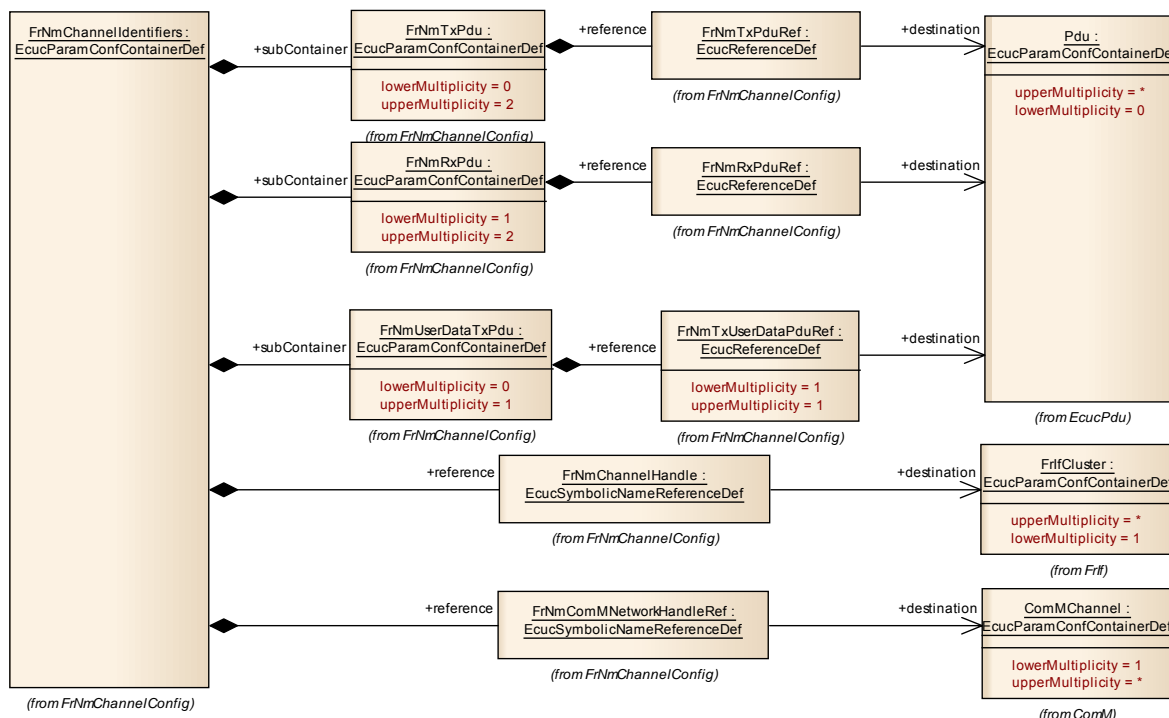 FrNmChannelIdentifiers :
EcucParamConfContainerDef
(from FrNmChannelConfig)
+subContainer
FrNmTxPdu :
EcucParamConfContainerDef
lowerMultiplicity = 0
upperMultiplicity = 2
(from FrNmChannelConfig)
+reference
FrNmTxPduRef :
EcucReferenceDef
(from FrNmChannelConfig)
+destination
Pdu :
EcucParamConfContainerDef
upperMultiplicity = *
lowerMultiplicity = 0
(from EcucPdu)
+subContainer
FrNmRxPdu :
EcucParamConfContainerDef
lowerMultiplicity = 1
upperMultiplicity = 2
(from FrNmChannelConfig)
+reference
FrNmRxPduRef :
EcucReferenceDef
(from FrNmChannelConfig)
+destination
+subContainer
FrNmUserDataTxPdu :
EcucParamConfContainerDef
lowerMultiplicity = 0
upperMultiplicity = 1
(from FrNmChannelConfig)
+reference
FrNmTxUserDataPduRef :
EcucReferenceDef
lowerMultiplicity = 1
upperMultiplicity = 1
(from FrNmChannelConfig)
+destination
+reference
FrNmChannelHandle :
EcucSymbolicNameReferenceDef
(from FrNmChannelConfig)
+destination
FrIfCluster :
EcucParamConfContainerDef
upperMultiplicity = *
lowerMultiplicity = 1
(from FrIf)
+reference
FrNmComMNetworkHandleRef :
EcucSymbolicNameReferenceDef
(from FrNmChannelConfig)
+destination
ComMChannel :
EcucParamConfContainerDef
lowerMultiplicity = 1
upperMultiplicity = *
(from ComM)